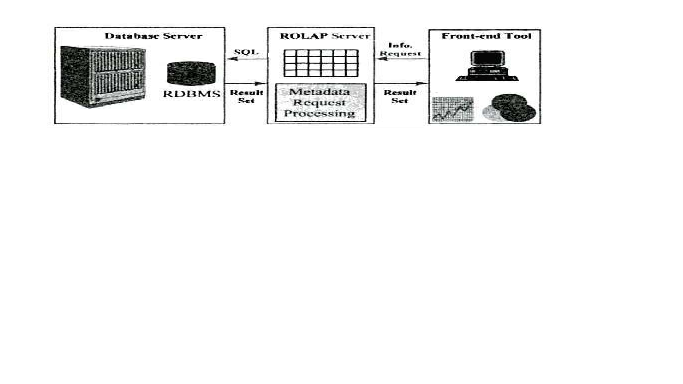 Database Server
RDBMS
SQL
Result
Set
ROLAP Server
Metadata
Request
Processing
Info.
Request
Result
Set
Front-end Tool